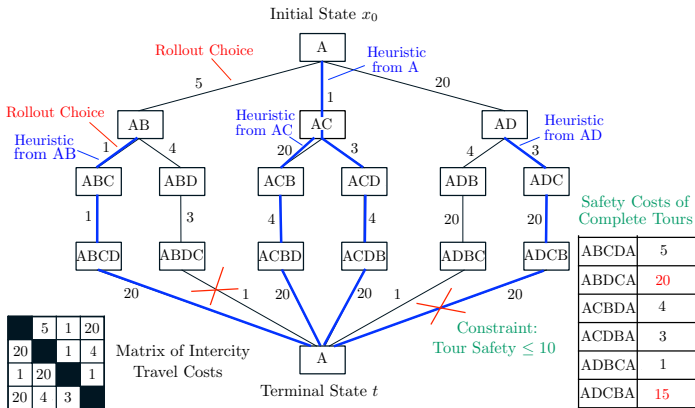 Initial State x₀
A
Rollout Choice
Heuristic
from A
5
1
20
Rollout Choice
Heuristic
from AB
AB
Heuristic
from AC
AC
AD
Heuristic
from AD
1
4
20
3
4
3
ABC
ABD
ACB
ACD
ADB
ADC
1
3
4
4
20
20
ABCD
ABDC
ACBD
ACDB
ADBC
ADCB
20
1
20
20
1
20
A
Terminal State t
Constraint:
Tour Safety ≤ 10
Matrix of Intercity
Travel Costs
5 1 20
20 1 4
1 20 1
20 4 3
Safety Costs of
Complete Tours
ABCDA 5
ABDCA 20
ACBDA 4
ACDBA 3
ADBCA 1
ADCBA 15